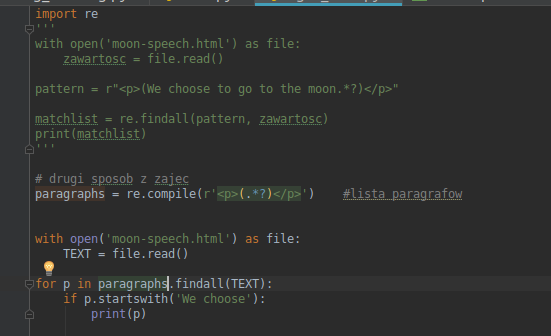 import re
'''
with open('moon-speech.html') as file:
    zawartosc = file.read()

pattern = r"<p>(We choose to go to the moon.*?)</p>"

matchlist = re.findall(pattern, zawartosc)
print(matchlist)
'''

# drugi sposob z zajec
paragraphs = re.compile(r'<p>(.*?)</p>')    #lista paragrafow

with open('moon-speech.html') as file:
    TEXT = file.read()

for p in paragraphs.findall(TEXT):
    if p.startswith('We choose'):
        print(p)